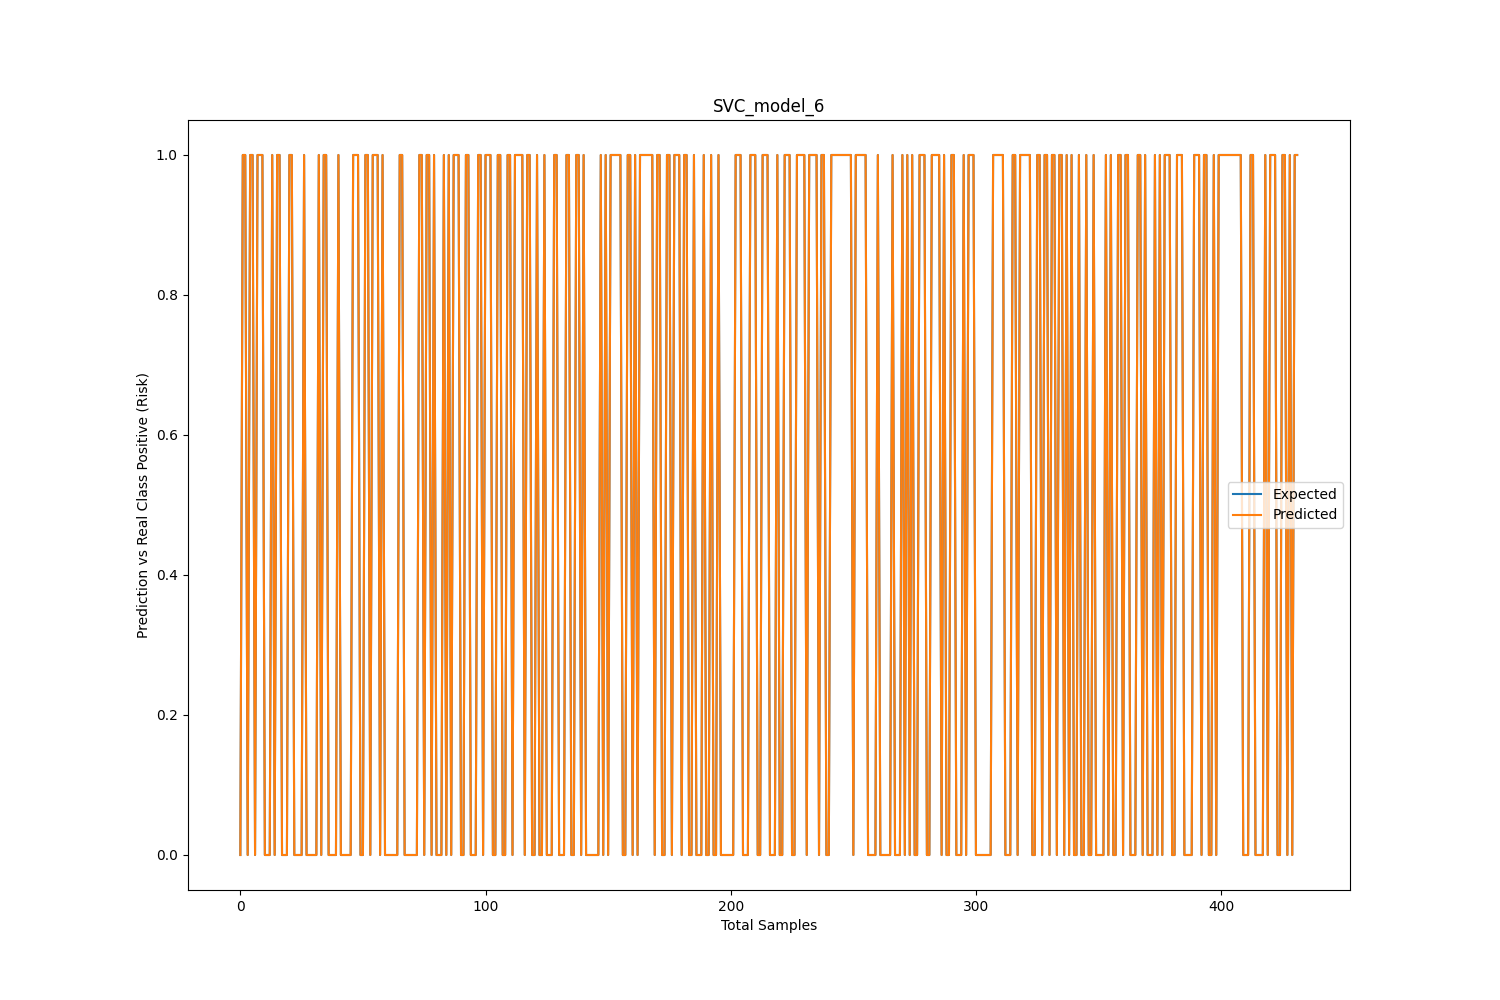 SVC_model_6
Prediction vs Real Class Positive (Risk)
1.0
0.8
0.6
0.4
0.2
0.0
Expected
Predicted
0 100 200 300 400
Total Samples